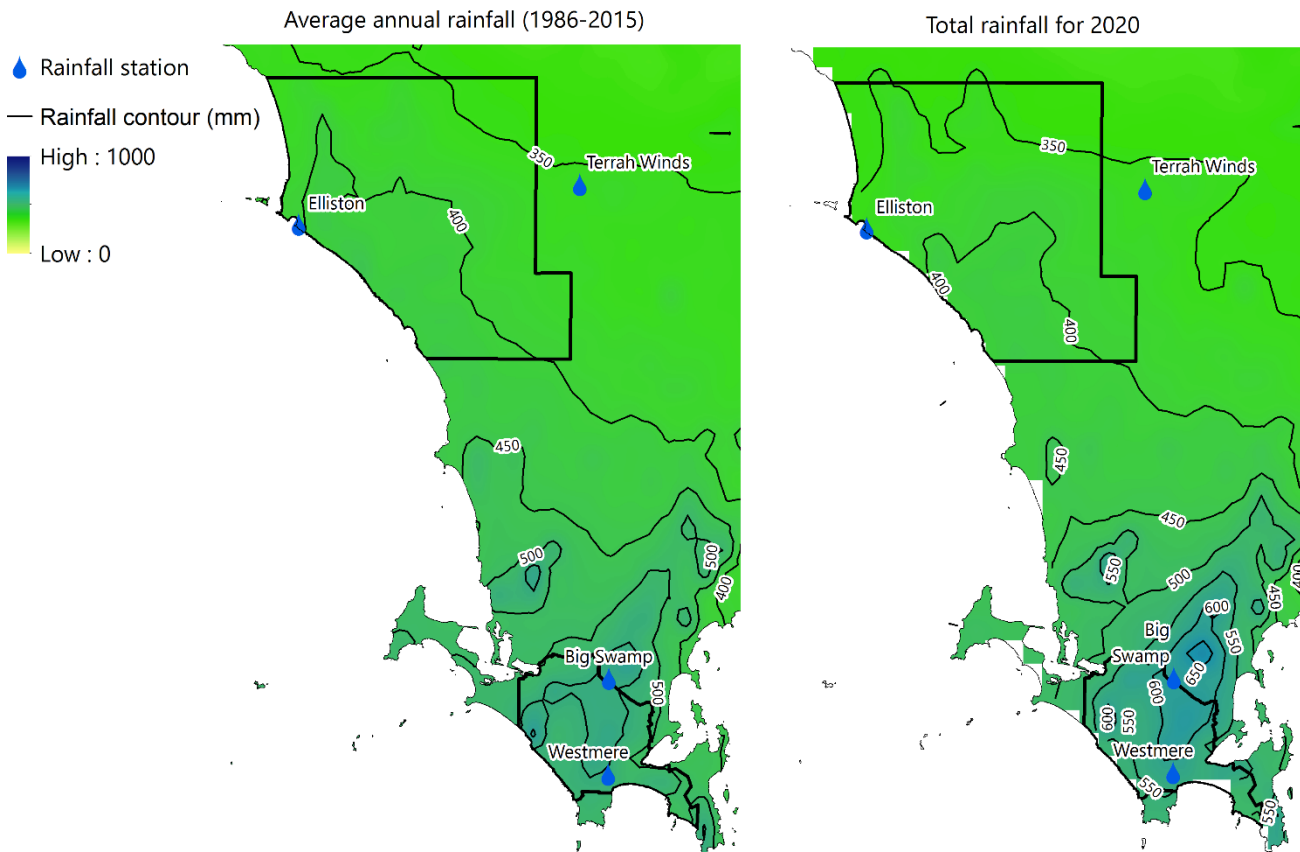 Average annual rainfall (1986-2015)
Total rainfall for 2020
Rainfall station
Rainfall contour (mm)
High : 1000
Low : 0
350
Terrah Winds
Elliston
400
450
500
500
400
Big Swamp
500
Westmere
350
Terrah Winds
Elliston
400
400
450
450
550
500
400
450
600
Big
Swamp
550
650
600
600
550
Westmere
550
550